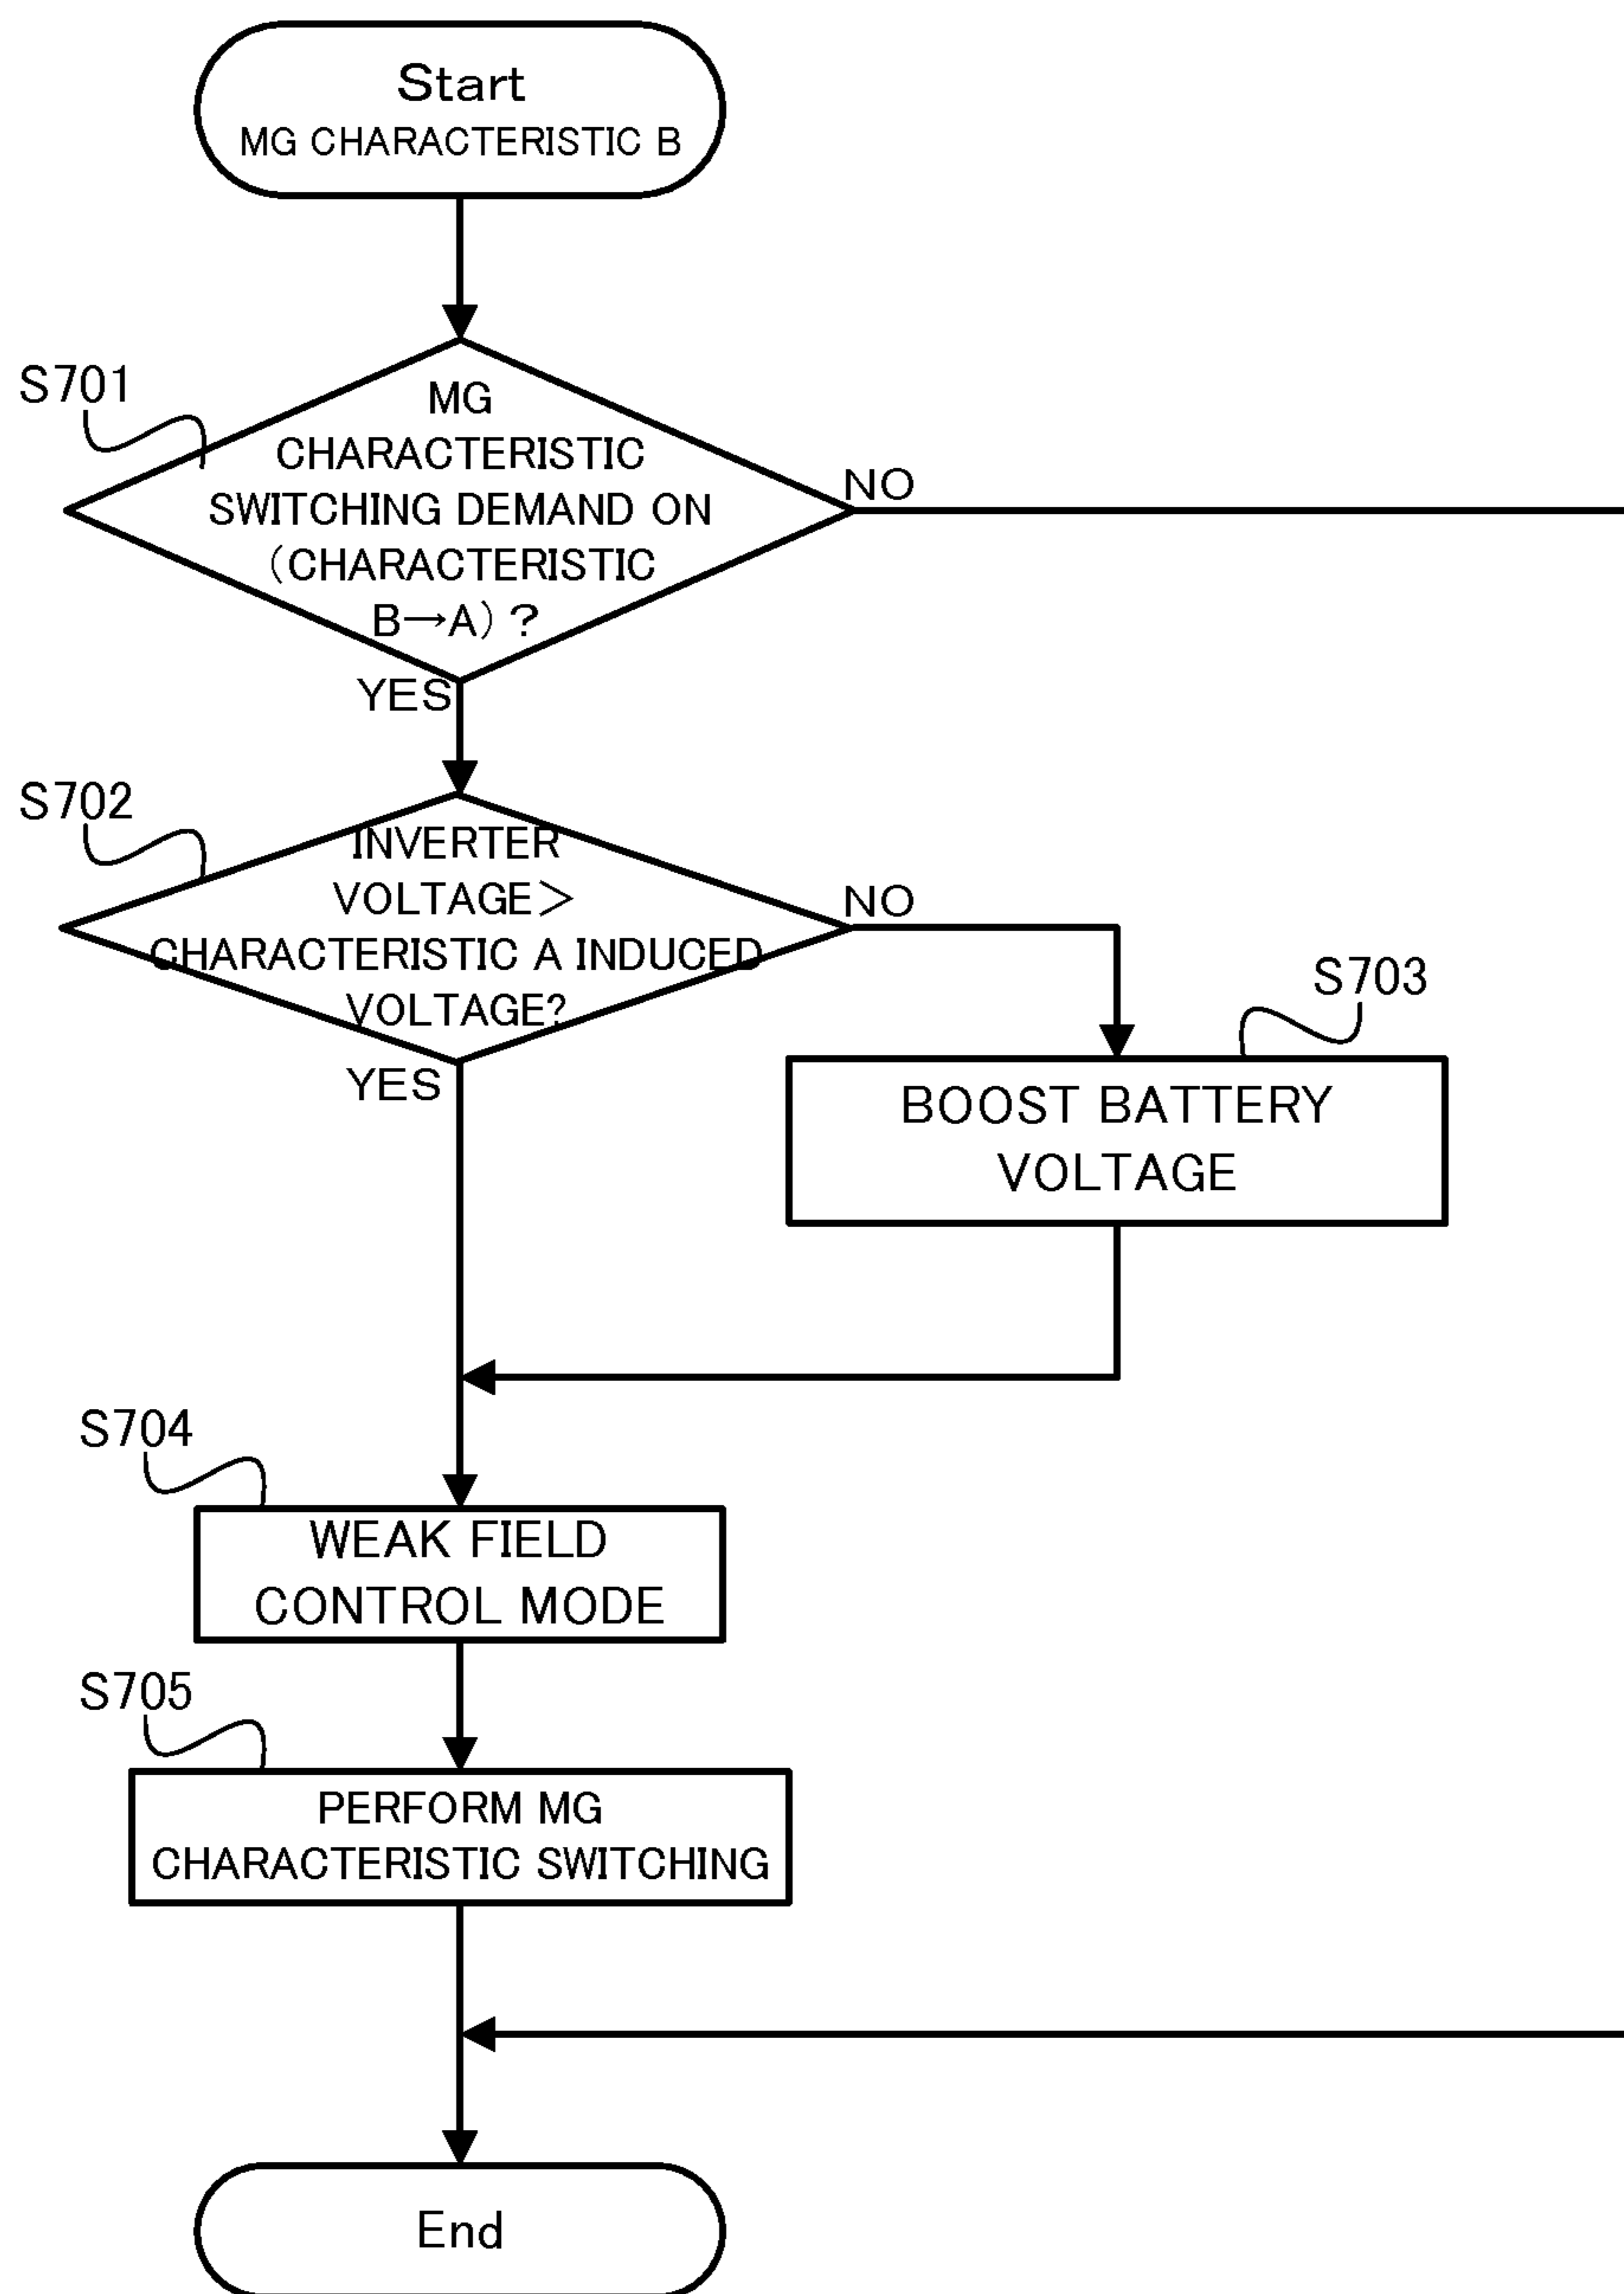 Start
MG CHARACTERISTIC B
S701
MG
CHARACTERISTIC
SWITCHING DEMAND ON
(CHARACTERISTIC
B→A)?
NO
YES
S702
INVERTER
VOLTAGE>
CHARACTERISTIC A INDUCED
VOLTAGE?
NO
YES
S703
BOOST BATTERY
VOLTAGE
S704
WEAK FIELD
CONTROL MODE
S705
PERFORM MG
CHARACTERISTIC SWITCHING
End